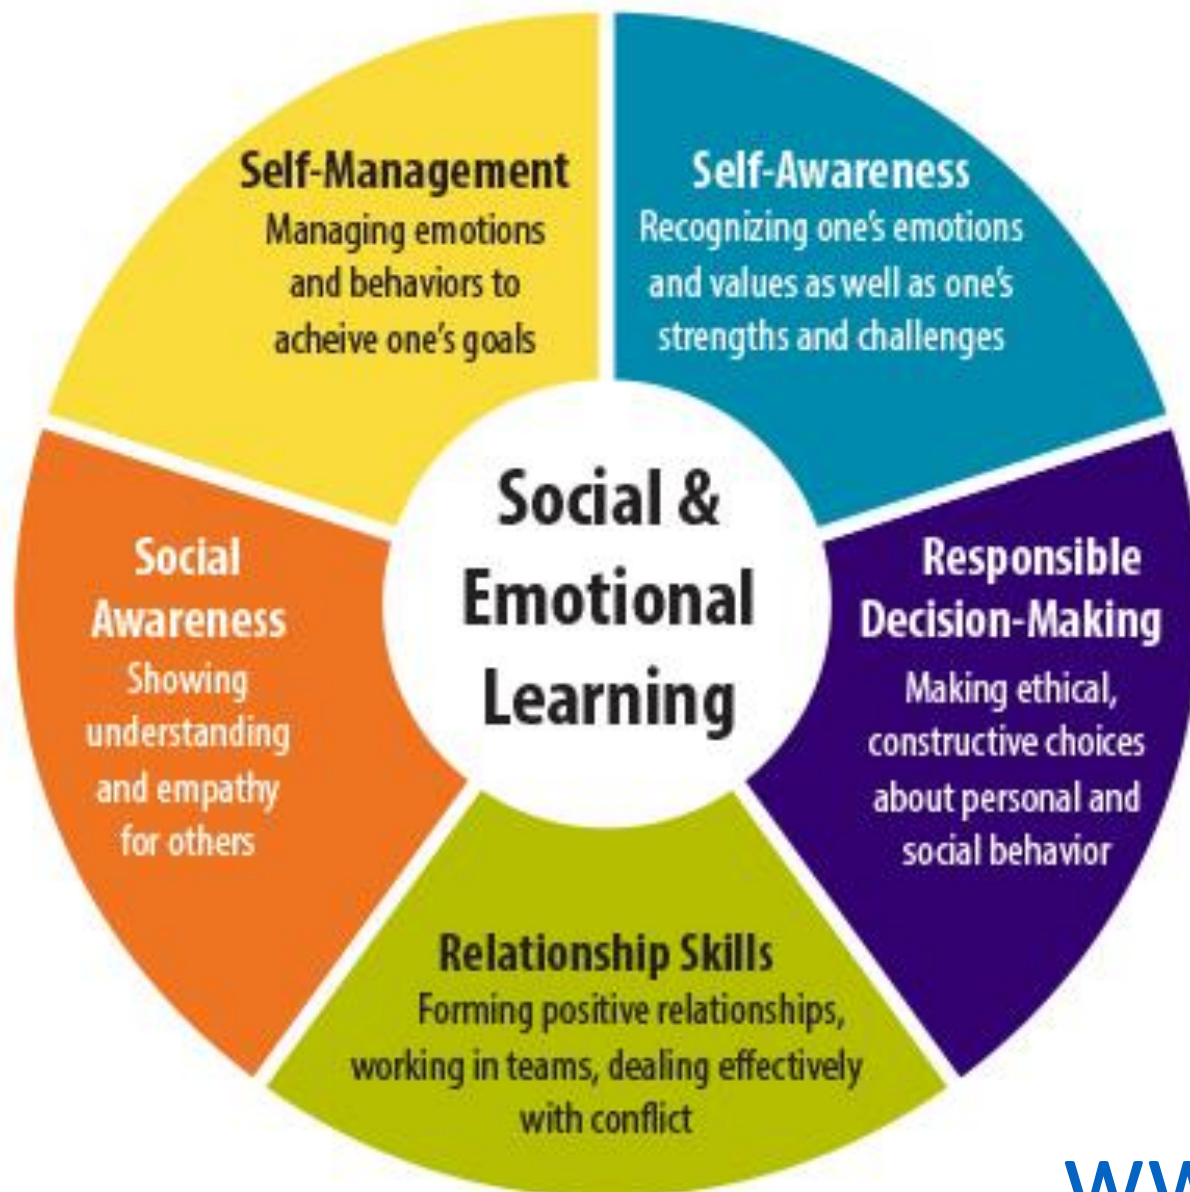 Self-Management
Managing emotions
and behaviors to
acheive one's goals
Self-Awareness
Recognizing one's emotions
and values as well as one's
strengths and challenges
Social &
Emotional
Learning
Social
Awareness
Showing
understanding
and empathy
for others
Responsible
Decision-Making
Making ethical,
constructive choices
about personal and
social behavior
Relationship Skills
Forming positive relationships,
working in teams, dealing effectively
with conflict